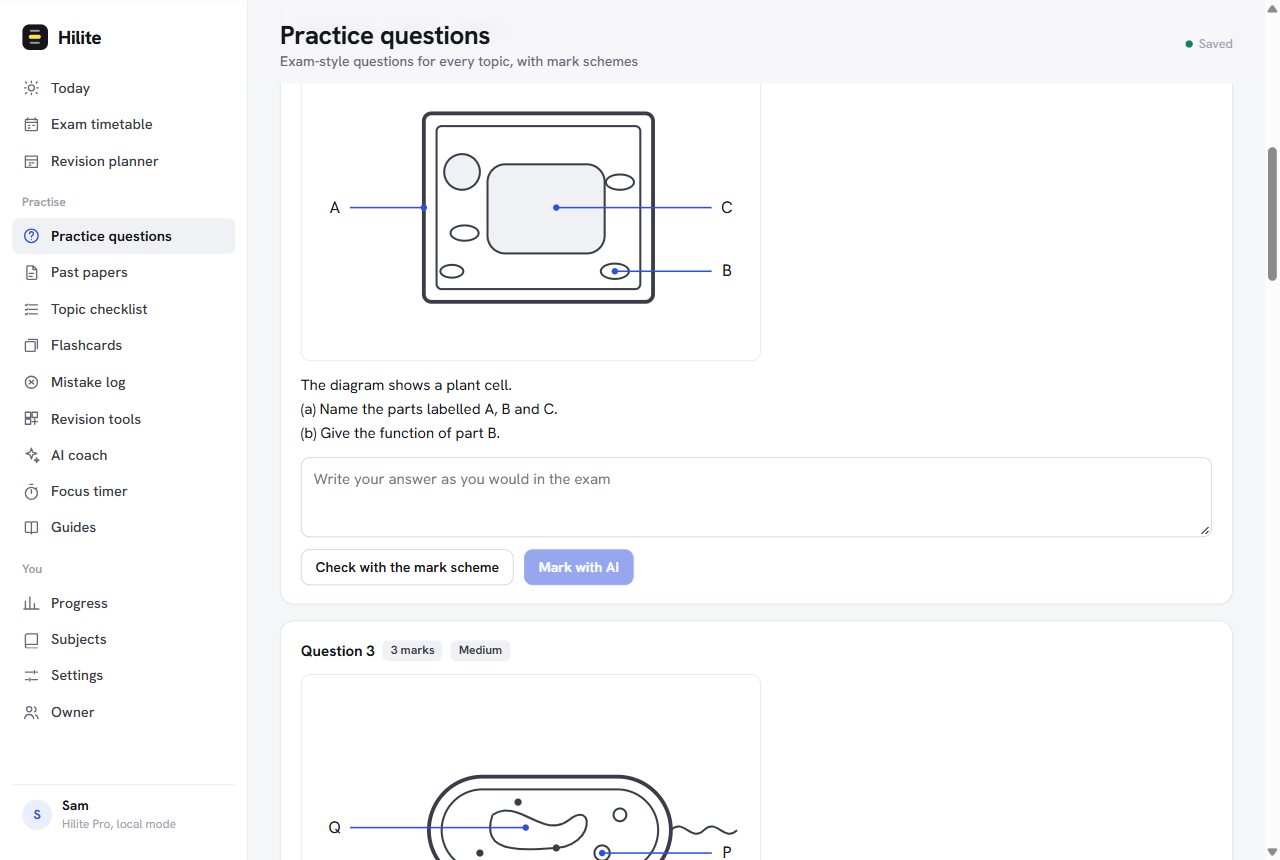 Hilite
Today
Exam timetable
Revision planner
Practise
Practice questions
Past papers
Topic checklist
Flashcards
Mistake log
Revision tools
AI coach
Focus timer
Guides
You
Progress
Subjects
Settings
Owner
S
Sam
Hilite Pro, local mode
Practice questions
Exam-style questions for every topic, with mark schemes
Saved
A
C
B
The diagram shows a plant cell.
(a) Name the parts labelled A, B and C.
(b) Give the function of part B.
Write your answer as you would in the exam
Check with the mark scheme
Mark with AI
Question 3
3 marks
Medium
Q
P